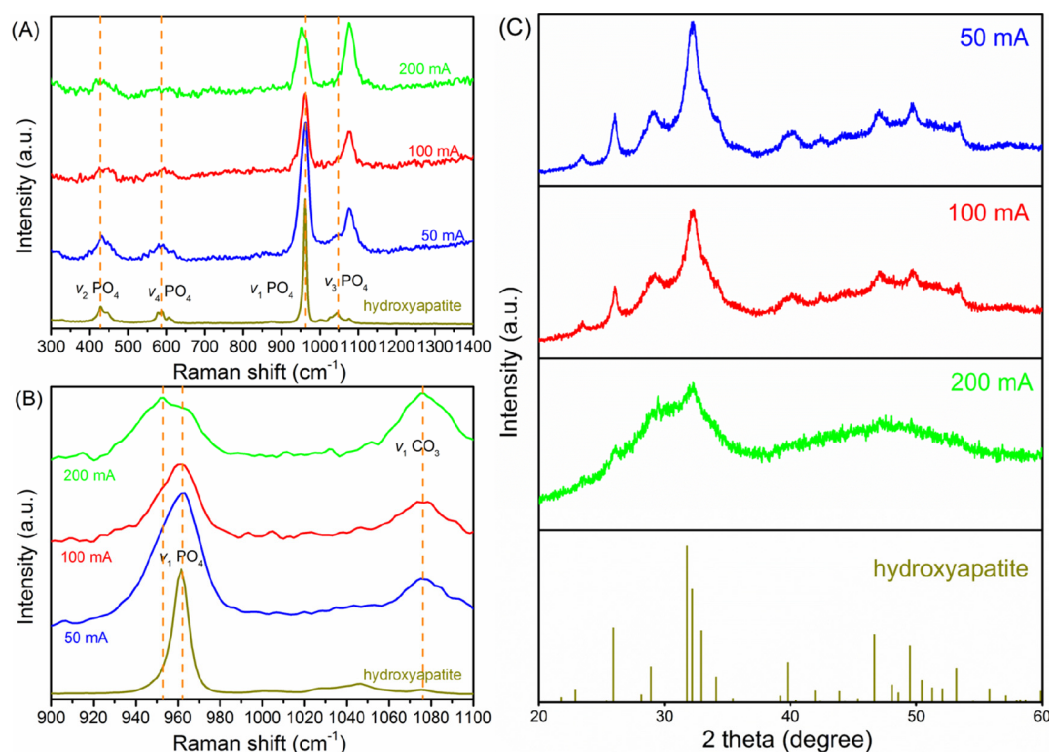 (A)
200 mA
100 mA
50 mA
ν₂ PO₄
ν₄ PO₄
ν₁ PO₄
ν₃ PO₄
hydroxyapatite
Intensity (a.u.)
300 400 500 600 700 800 900 1000 1100 1200 1300 1400
Raman shift (cm⁻¹)
(B)
ν₁ CO₃
200 mA
100 mA
ν₁ PO₄
50 mA
hydroxyapatite
Intensity (a.u.)
900 920 940 960 980 1000 1020 1040 1060 1080 1100
Raman shift (cm⁻¹)
(C)
50 mA
100 mA
200 mA
hydroxyapatite
Intensity (a.u.)
20 30 40 50 60
2 theta (degree)